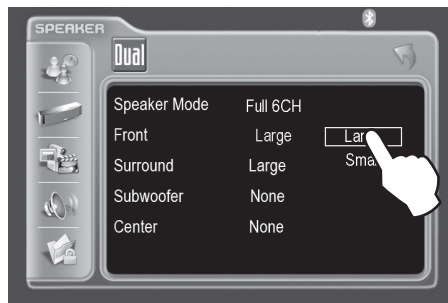 SPEAKER
Dual
Speaker Mode Full 6CH
Front Large
Surround Large
Subwoofer None
Center None